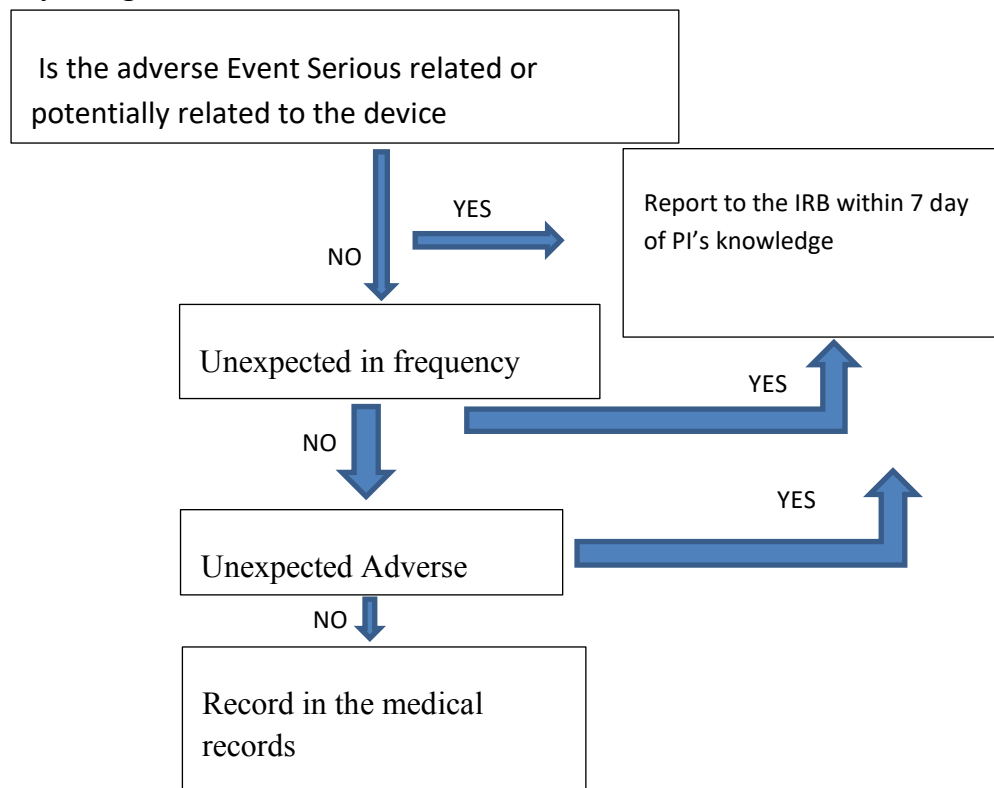 Is the adverse Event Serious related or
potentially related to the device
YES
Report to the IRB within 7 day
of PI’s knowledge
NO
Unexpected in frequency
YES
NO
YES
Unexpected Adverse
NO
Record in the medical
records